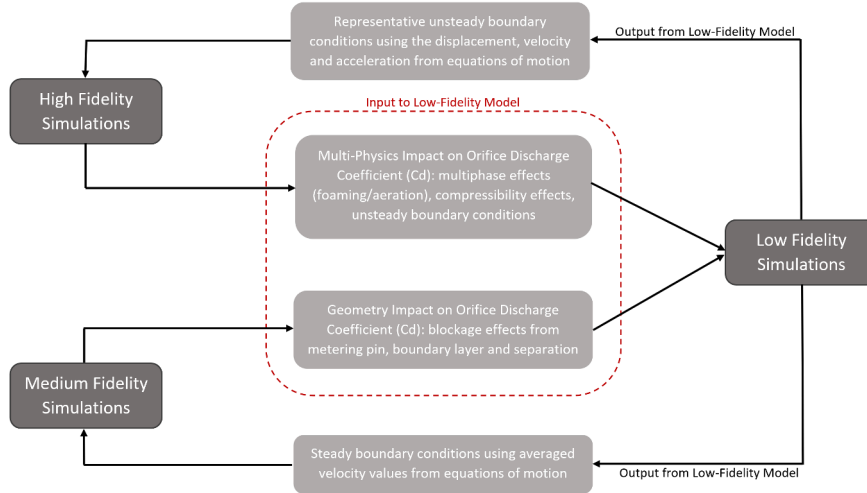 Representative unsteady boundary
conditions using the displacement, velocity
and acceleration from equations of motion
Output from Low-Fidelity Model
High Fidelity
Simulations
Input to Low-Fidelity Model
Multi-Physics Impact on Orifice Discharge
Coefficient (Cd): multiphase effects
(foaming/aeration), compressibility effects,
unsteady boundary conditions
Low Fidelity
Simulations
Geometry Impact on Orifice Discharge
Coefficient (Cd): blockage effects from
metering pin, boundary layer and separation
Medium Fidelity
Simulations
Steady boundary conditions using averaged
velocity values from equations of motion
Output from Low-Fidelity Model